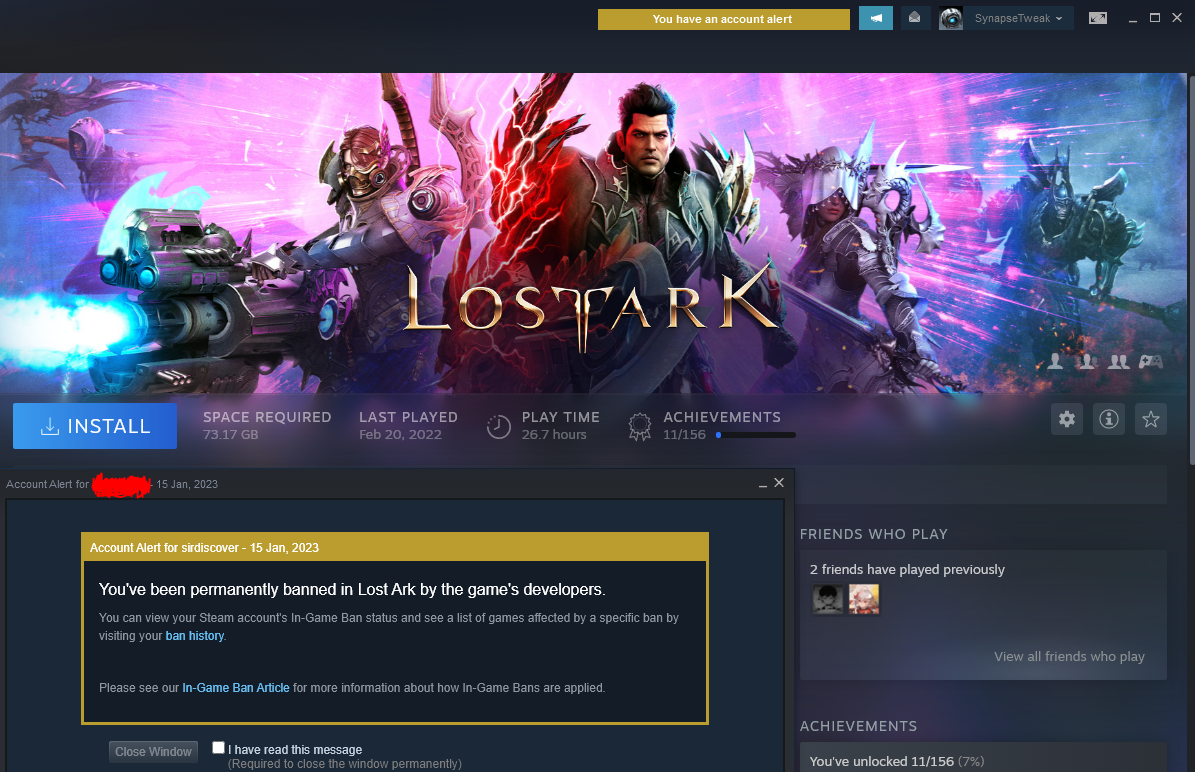 You have an account alert
SynapseTweak
LOST ARK
INSTALL
SPACE REQUIRED
73.17 GB
LAST PLAYED
Feb 20, 2022
PLAY TIME
26.7 hours
ACHIEVEMENTS
11/156
Account Alert for - 15 Jan, 2023
Account Alert for sirdiscover - 15 Jan, 2023
You've been permanently banned in Lost Ark by the game's developers.
You can view your Steam account's In-Game Ban status and see a list of games affected by a specific ban by
visiting your ban history.
Please see our In-Game Ban Article for more information about how In-Game Bans are applied.
Close Window
I have read this message
(Required to close the window permanently)
FRIENDS WHO PLAY
2 friends have played previously
View all friends who play
ACHIEVEMENTS
You've unlocked 11/156 (7%)